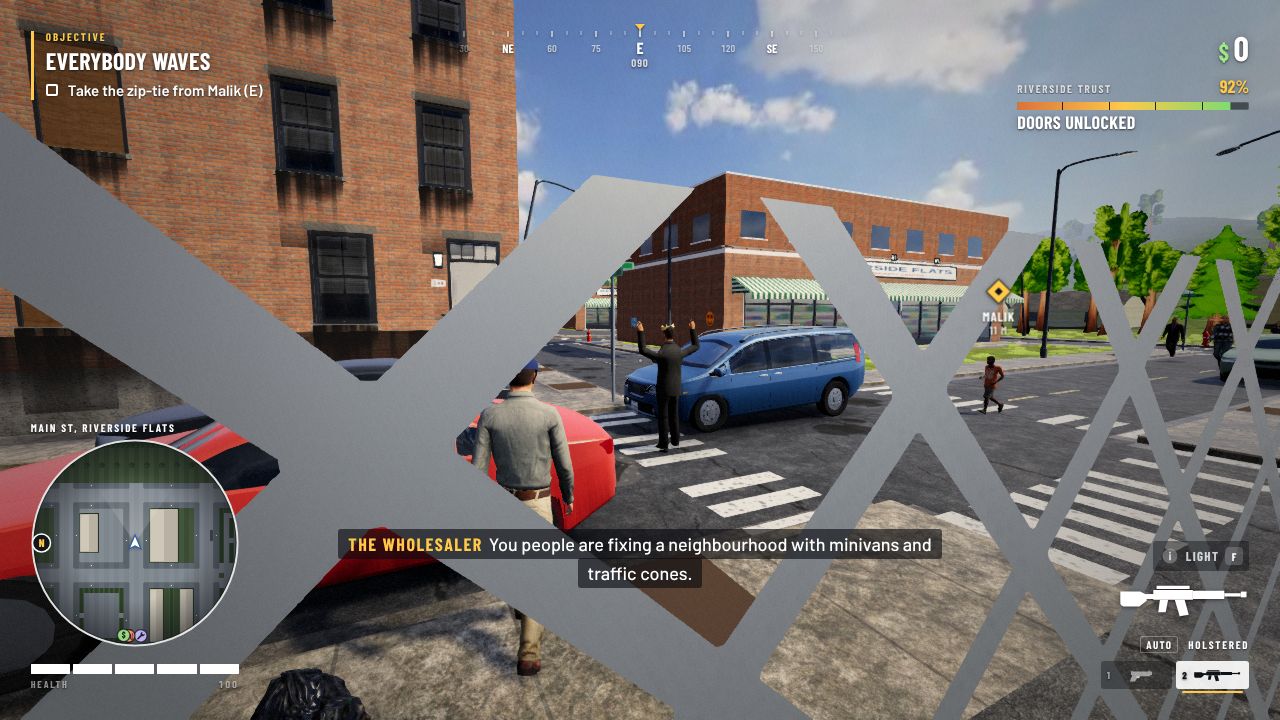 OBJECTIVE
EVERYBODY WAVES
Take the zip-tie from Malik (E)
30 NE 60 75 E 105 120 SE 150
090
$0
RIVERSIDE TRUST 92%
DOORS UNLOCKED
SIDE FLATS
MALIK
11 M
MAIN ST, RIVERSIDE FLATS
N
$
THE WHOLESALER You people are fixing a neighbourhood with minivans and
traffic cones.
i LIGHT F
AUTO HOLSTERED
1 2
HEALTH 100